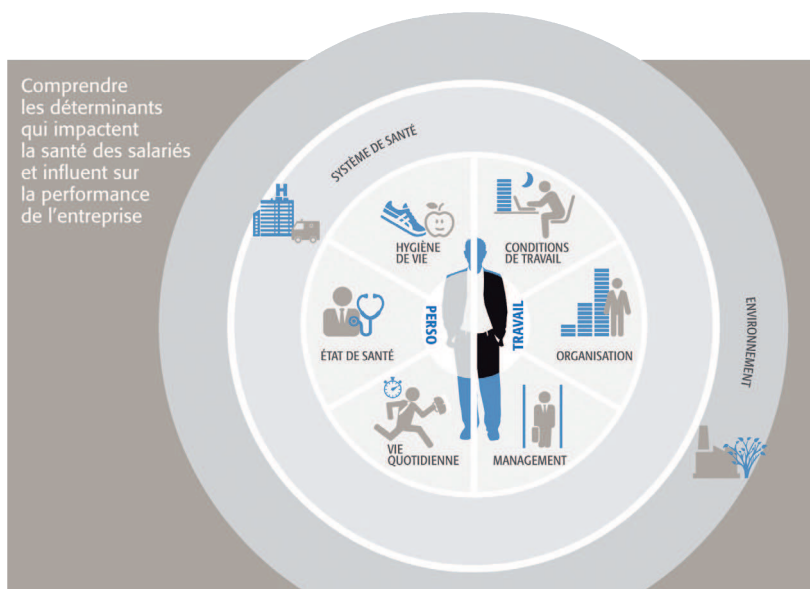 Comprendre
les déterminants
qui impactent
la santé des salariés
et influent sur
la performance
de l'entreprise
SYSTÈME DE SANTÉ
H
HYGIÈNE
DE VIE
CONDITIONS
DE TRAVAIL
PERSO
TRAVAIL
ENVIRONNEMENT
ÉTAT DE SANTÉ
ORGANISATION
VIE
QUOTIDIENNE
MANAGEMENT